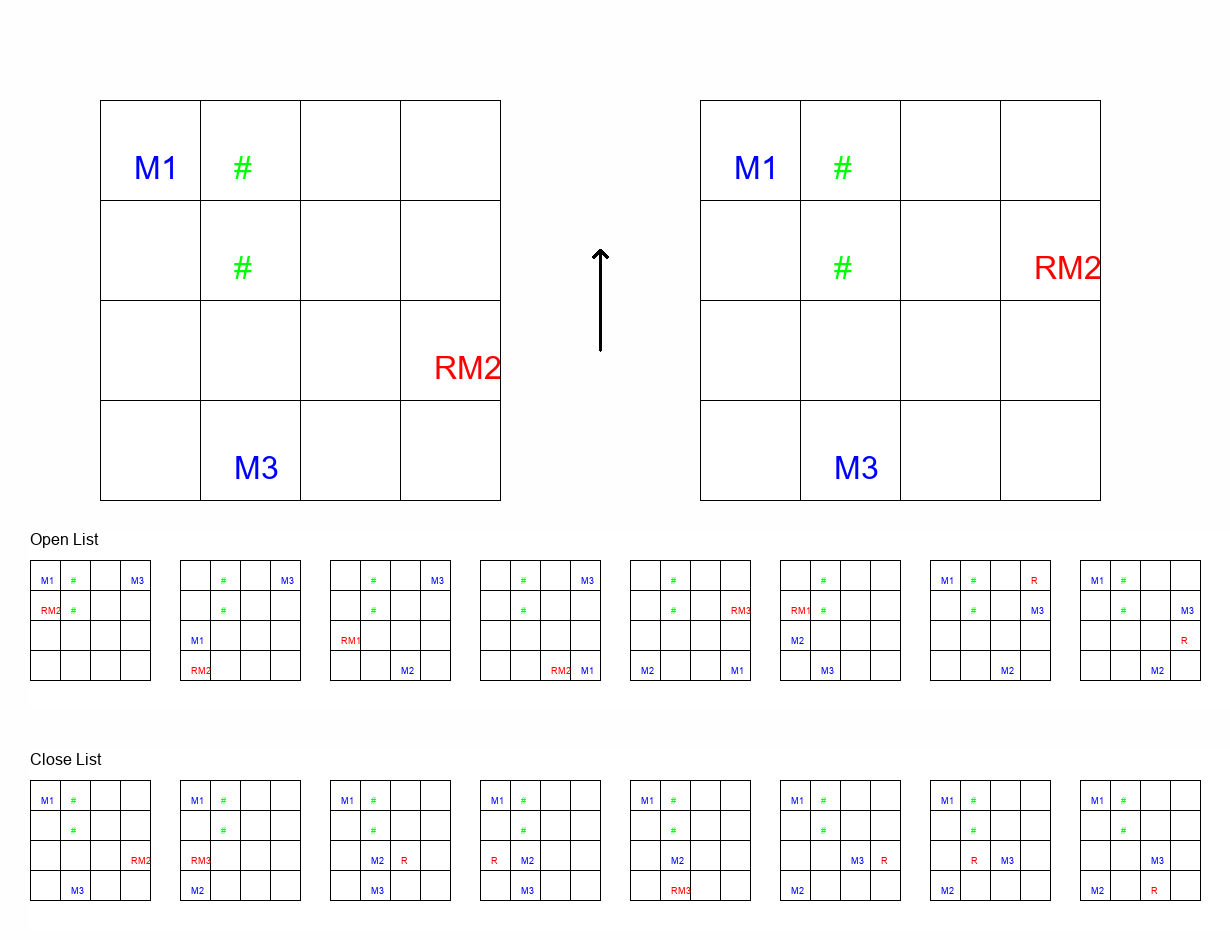 M1 # M1 #
# # RM2
RM2
M3 M3
Open List
M1 # M3 # M3 # M3 # M3 # # M1 # R M1 #
RM2 # # # # # RM3 RM1 # # M3 # M3
M1 RM1 M2 R
RM2 M2 RM2 M1 M2 M1 M3 M2 M2
Close List
M1 # M1 # M1 # M1 # M1 # M1 # M1 # M1 #
# # # # # # # #
RM2 RM3 M2 R R M2 M2 M3 R R M3 M3
M3 M2 M3 M3 RM3 M2 M2 M2 R